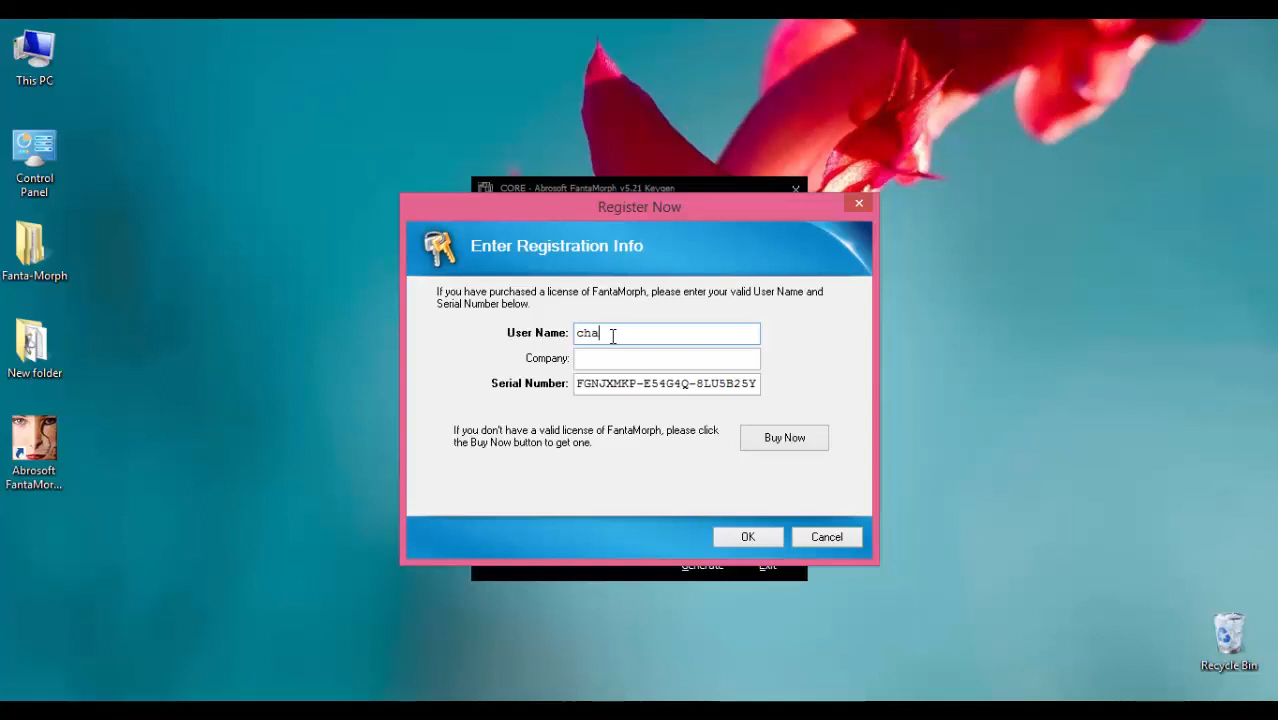 This PC
Control
Panel
Fanta-Morph
New folder
Abrosoft
FantaMor...
CORE - Abrosoft FantaMorph v5.21 Keygen
Register Now
Enter Registration Info
If you have purchased a license of FantaMorph, please enter your valid User Name and
Serial Number below.
User Name: cha
Company:
Serial Number: FGNJXMKP-E54G4Q-8LU5B25Y
If you don't have a valid license of FantaMorph, please click
the Buy Now button to get one.
Buy Now
OK
Cancel
Generate
Exit
Recycle Bin